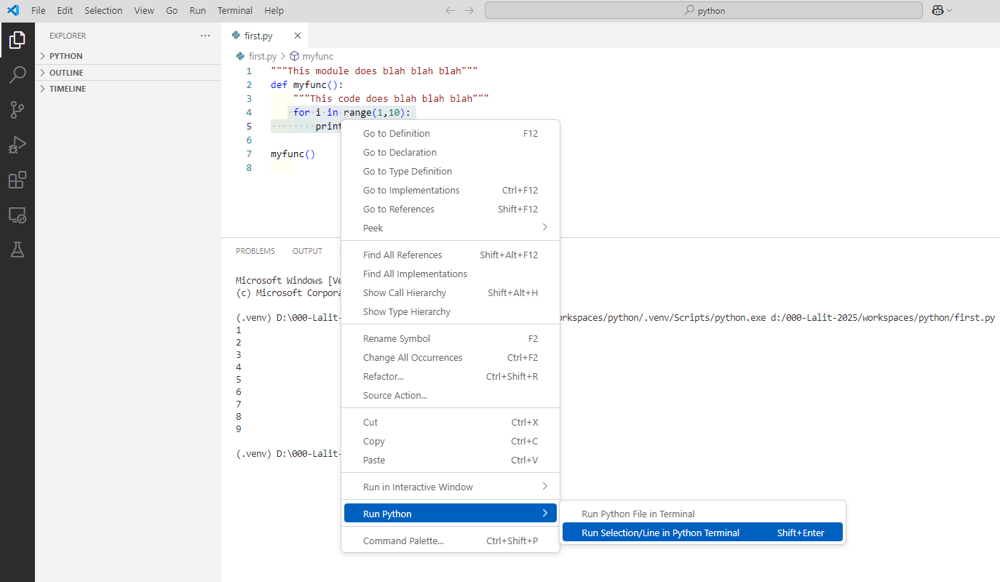 File Edit Selection View Go Run Terminal Help
python
EXPLORER
PYTHON
OUTLINE
TIMELINE
first.py
first.py > myfunc
1 """This module does blah blah blah"""
2 def myfunc():
3 """This code does blah blah blah"""
4 for i in range(1,10):
5 print
6
7 myfunc()
8
Go to Definition F12
Go to Declaration
Go to Type Definition
Go to Implementations Ctrl+F12
Go to References Shift+F12
Peek
Find All References Shift+Alt+F12
Find All Implementations
Show Call Hierarchy Shift+Alt+H
Show Type Hierarchy
Rename Symbol F2
Change All Occurrences Ctrl+F2
Refactor... Ctrl+Shift+R
Source Action...
Cut Ctrl+X
Copy Ctrl+C
Paste Ctrl+V
Run in Interactive Window
Run Python
Command Palette... Ctrl+Shift+P
Run Python File in Terminal
Run Selection/Line in Python Terminal Shift+Enter
PROBLEMS OUTPUT
Microsoft Windows [Ve
(c) Microsoft Corpora
(.venv) D:\000-Lalit- rkspaces/python/.venv/Scripts/python.exe d:/000-Lalit-2025/workspaces/python/first.py
1
2
3
4
5
6
7
8
9
(.venv) D:\000-Lalit-